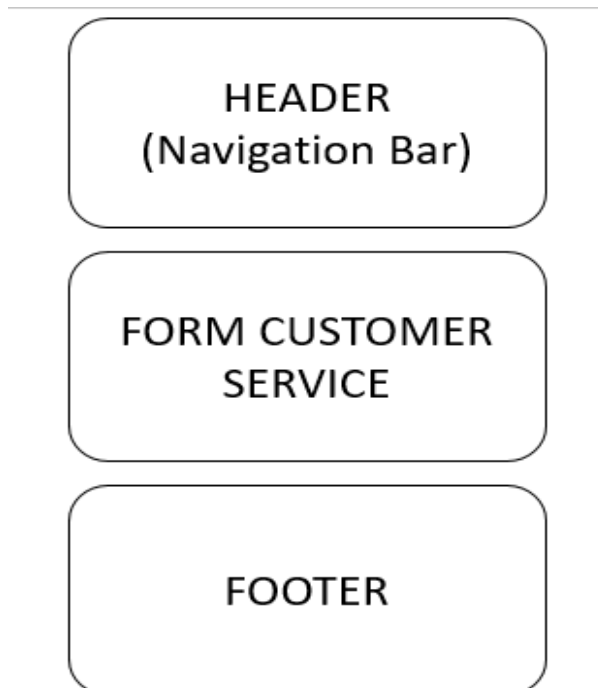 HEADER
(Navigation Bar)
FORM CUSTOMER
SERVICE
FOOTER